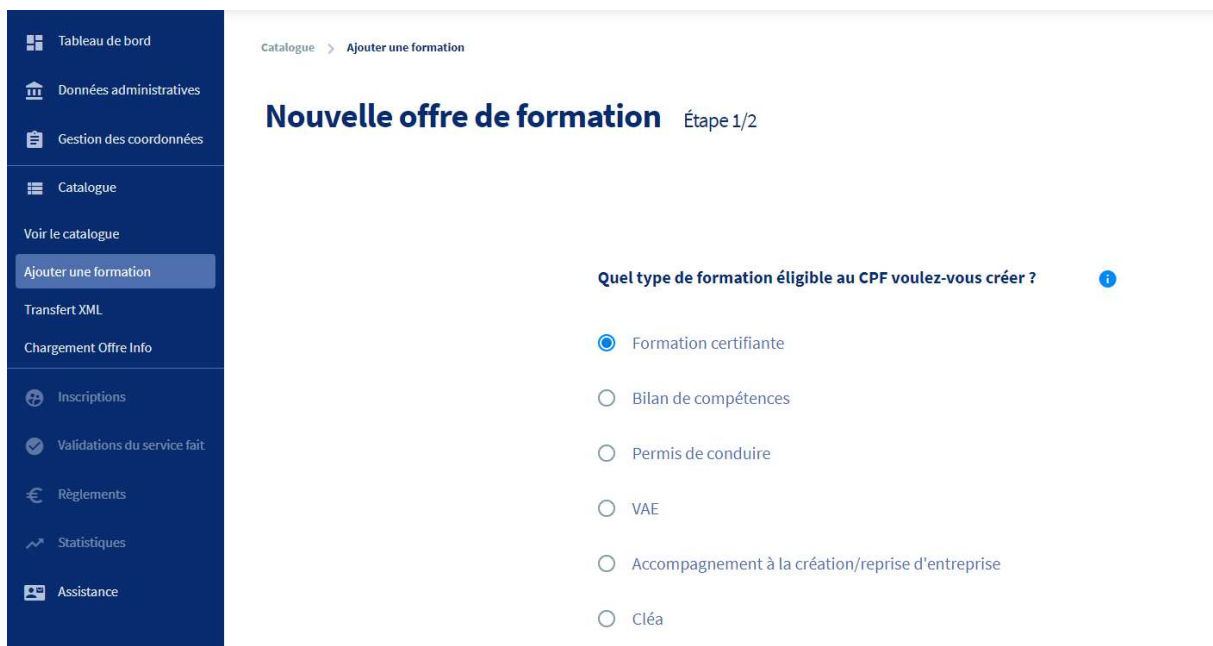 Tableau de bord
Données administratives
Gestion des coordonnées
Catalogue
Voir le catalogue
Ajouter une formation
Transfert XML
Chargement Offre Info
Inscriptions
Validations du service fait
Règlements
Statistiques
Assistance
Catalogue > Ajouter une formation
Nouvelle offre de formation Étape 1/2
Quel type de formation éligible au CPF voulez-vous créer ?
Formation certifiante
Bilan de compétences
Permis de conduire
VAE
Accompagnement à la création/reprise d'entreprise
Cléa